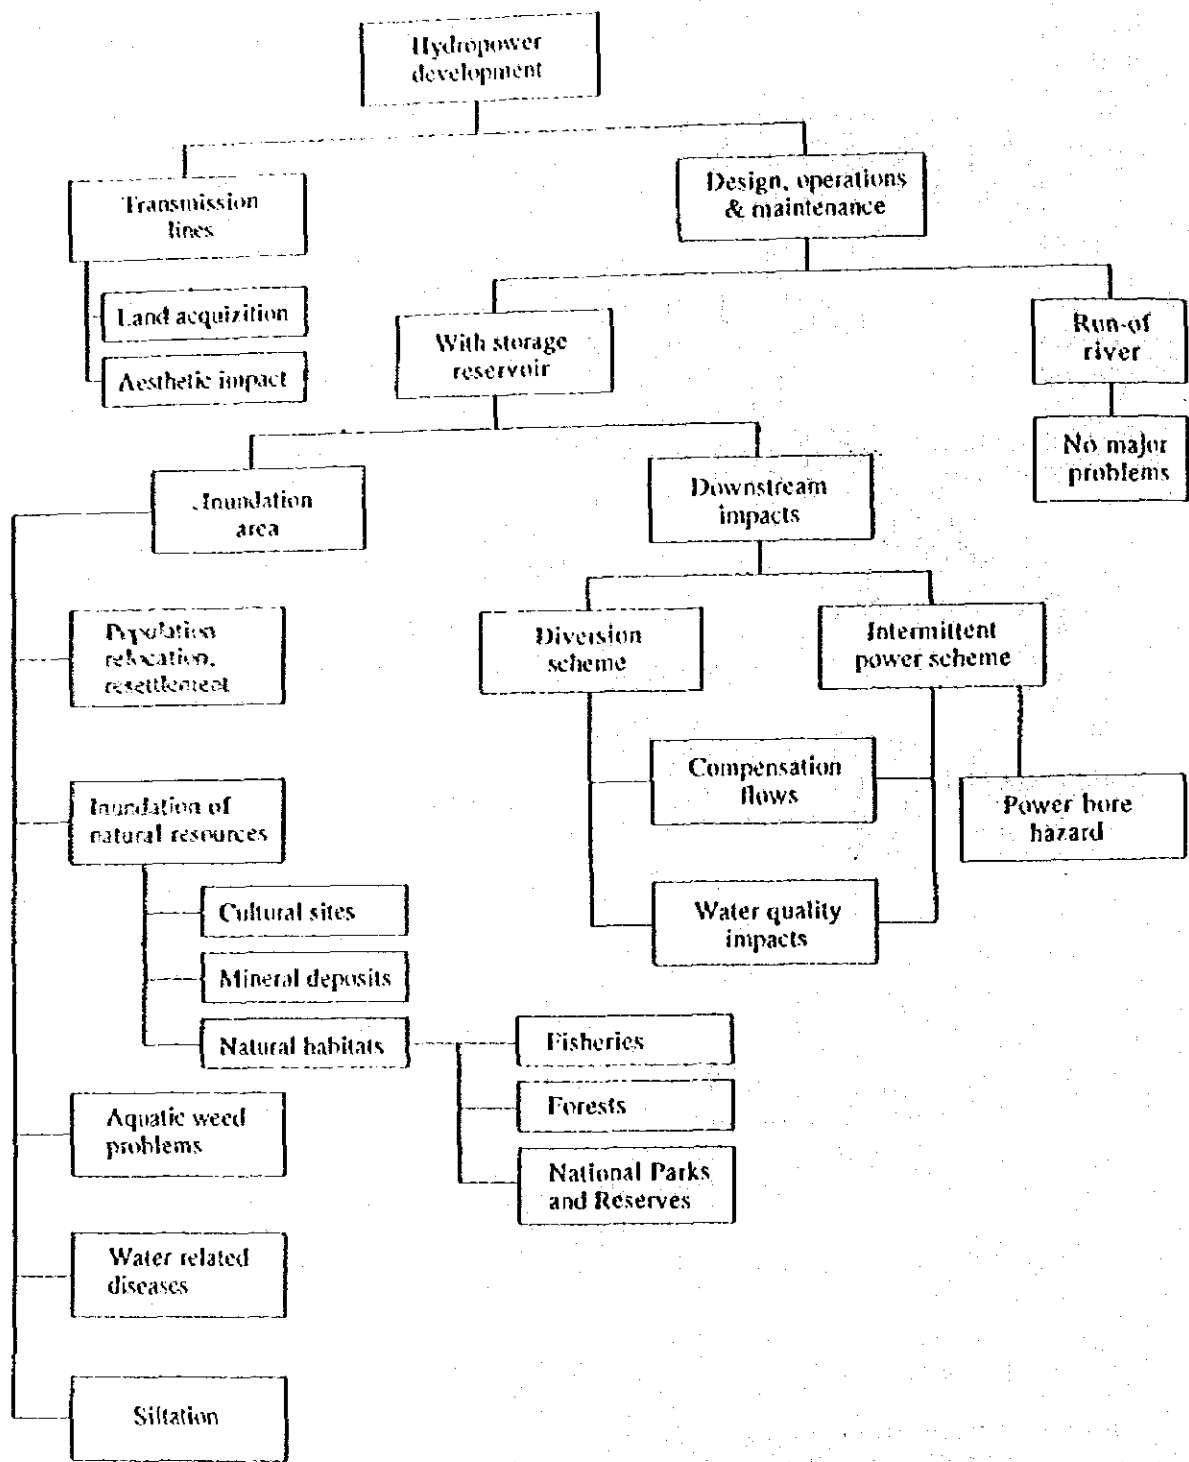 Hydropower
development
Transmission
lines
Design, operations
& maintenance
Land acquizition
Aesthetic impact
With storage
reservoir
Run-of
river
No major
problems
Inundation
area
Downstream
impacts
Population
relocation,
resettlement
Diversion
scheme
Intermittent
power scheme
Compensation
flows
Power bore
hazard
Inundation of
natural resources
Cultural sites
Mineral deposits
Natural habitats
Water quality
impacts
Fisheries
Forests
National Parks
and Reserves
Aquatic weed
problems
Water related
diseases
Siltation